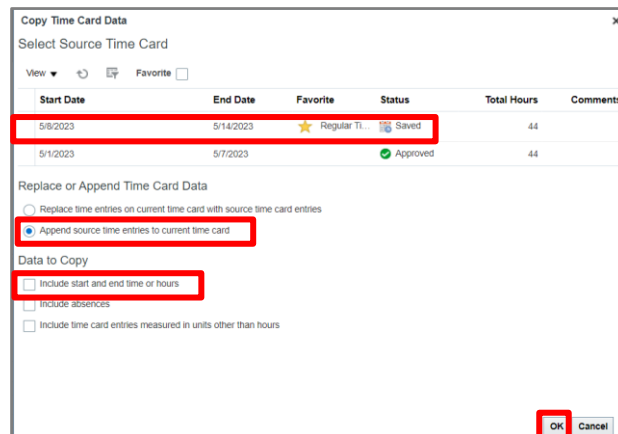 Copy Time Card Data
Select Source Time Card
View Favorite
Start Date End Date Favorite Status Total Hours Comments
5/8/2023 5/14/2023 Regular Ti... Saved 44
5/1/2023 5/7/2023 Approved 44
Replace or Append Time Card Data
Replace time entries on current time card with source time card entries
Append source time entries to current time card
Data to Copy
Include start and end time or hours
Include absences
Include time card entries measured in units other than hours
OK Cancel